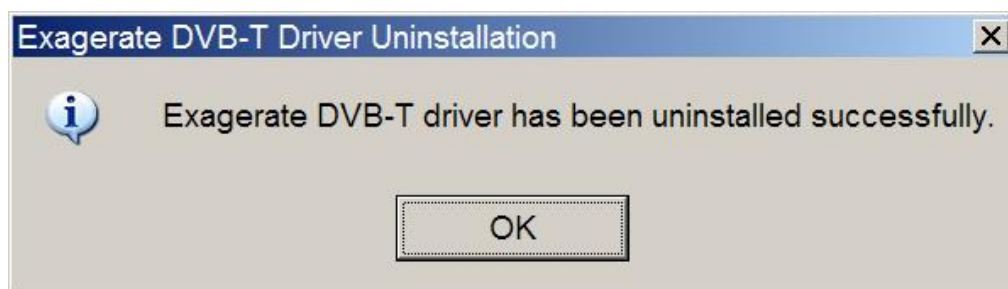 Exagerate DVB-T Driver Uninstallation
Exagerate DVB-T driver has been uninstalled successfully.
OK